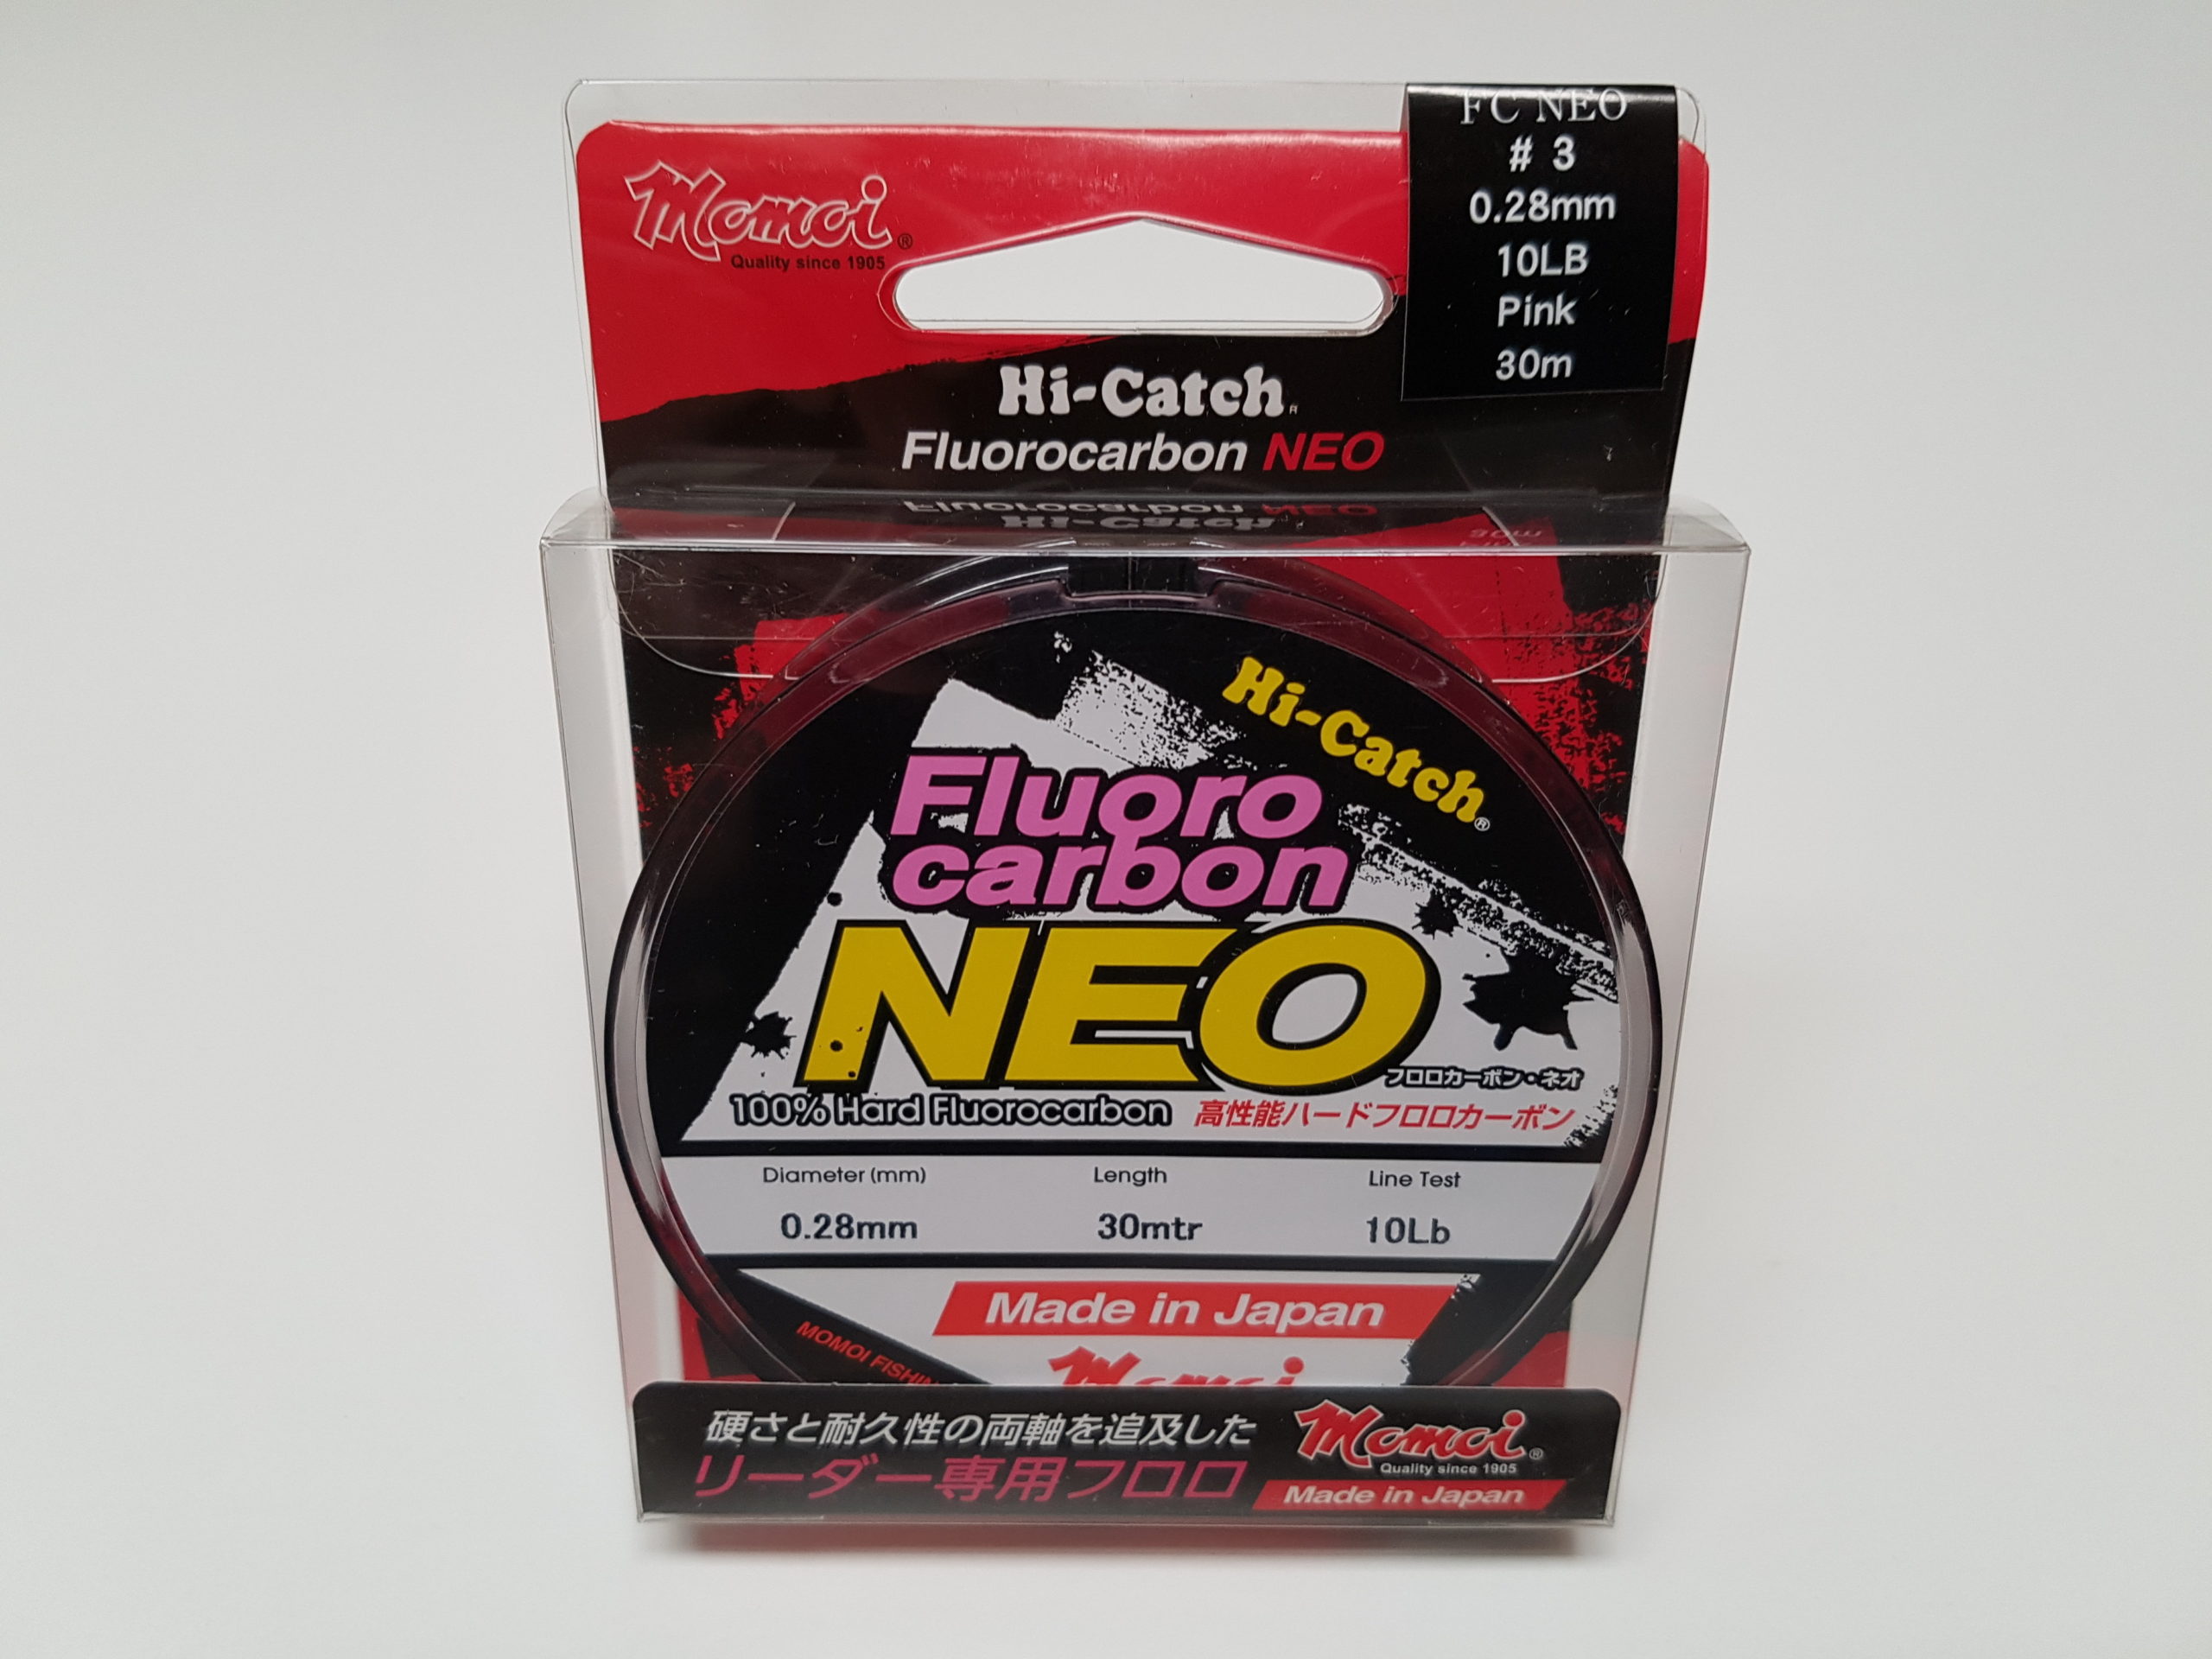 Momoi®
Quality since 1905
FC NEO
# 3
0.28mm
10LB
Pink
30m
Hi-Catch®
Fluorocarbon NEO
Hi-Catch®
Fluoro
carbon
NEO
フロロカーボン・ネオ
100% Hard Fluorocarbon 高性能ハードフロロカーボン
Diameter (mm) Length Line Test
0.28mm 30mtr 10Lb
Made in Japan
MOMOI
Momoi
硬さと耐久性の両軸を追及した
リーダー専用フロロ
Momoi®
Quality since 1905
Made in Japan